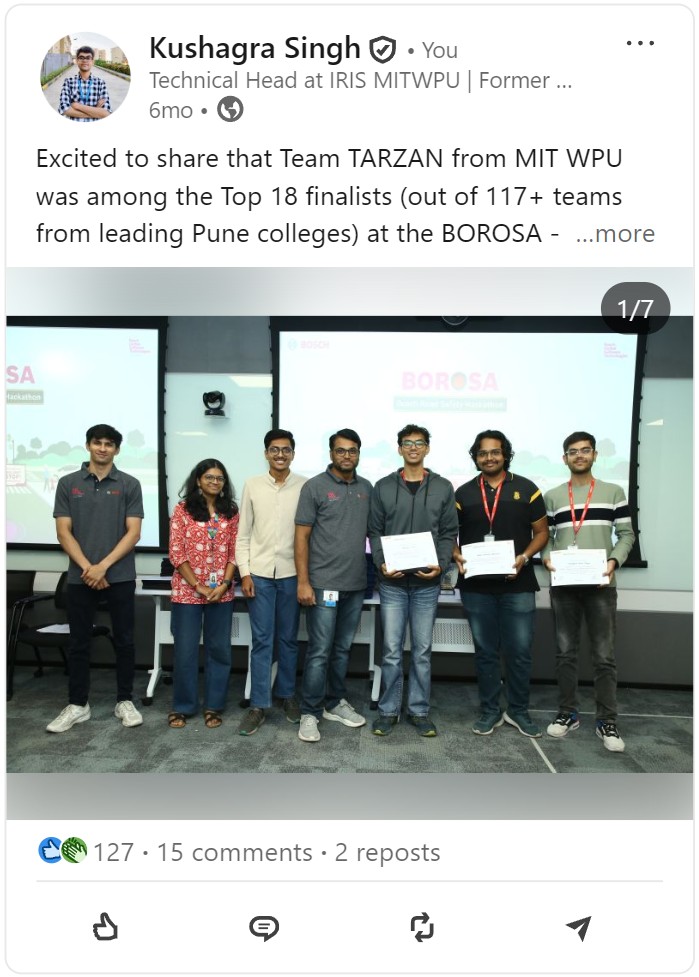 Kushagra Singh • You
Technical Head at IRIS MITWPU | Former ...
6mo •
Excited to share that Team TARZAN from MIT WPU
was among the Top 18 finalists (out of 117+ teams
from leading Pune colleges) at the BOROSA - ...more
1/7
SA
Hackathon
BOSCH
BOROSA
127 • 15 comments • 2 reposts